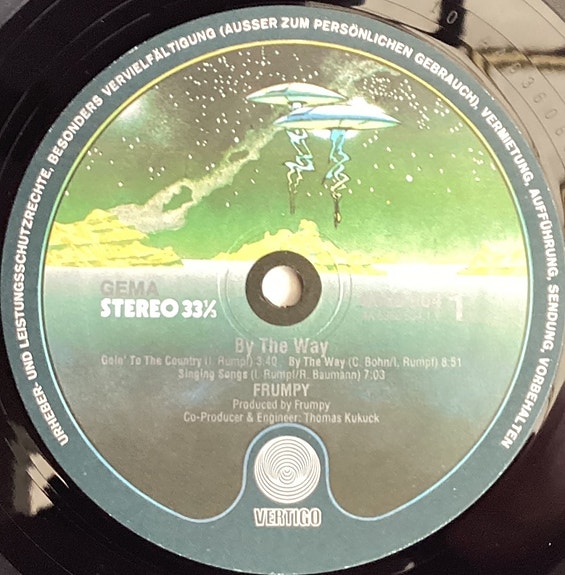 URHEBER- UND LEISTUNGSSCHUTZRECHTE, BESONDERS VERVIELFÄLTIGUNG (AUSSER ZUM PERSÖNLICHEN GEBRAUCH), VERMIETUNG, AUFFÜHRUNG, SENDUNG, VORBEHALTEN
GEMA
STEREO 33⅓
1
By The Way
Goin' To The Country (I. Rumpf) 3:40 By The Way (C. Bohn/I. Rumpf) 8:51
Singing Songs (I. Rumpf/R. Baumann) 7:03
FRUMPY
Produced by Frumpy
Co-Producer & Engineer: Thomas Kukuck
VERTIGO